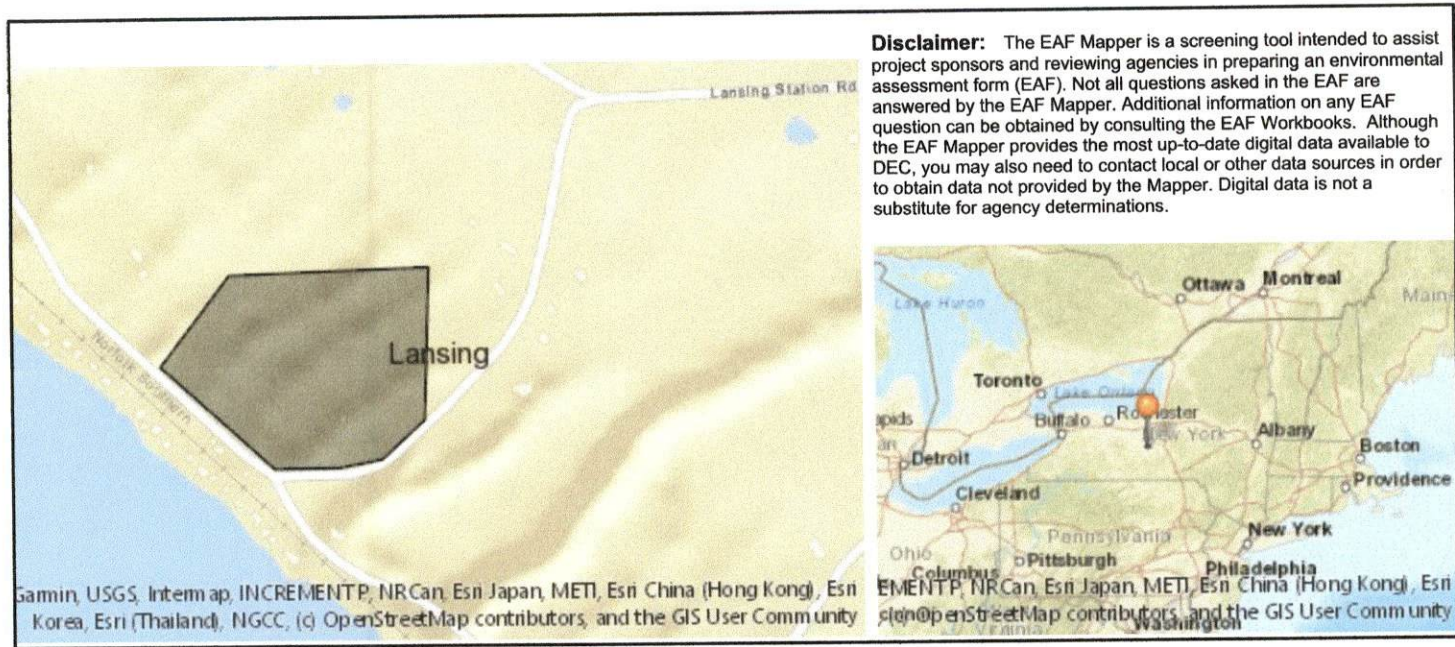 Disclaimer: The EAF Mapper is a screening tool intended to assist
project sponsors and reviewing agencies in preparing an environmental
assessment form (EAF). Not all questions asked in the EAF are
answered by the EAF Mapper. Additional information on any EAF
question can be obtained by consulting the EAF Workbooks. Although
the EAF Mapper provides the most up-to-date digital data available to
DEC, you may also need to contact local or other data sources in order
to obtain data not provided by the Mapper. Digital data is not a
substitute for agency determinations.
Lansing Station Rd
Lansing
Norfolk Southern
Garmin, USGS, Intermap, INCREMENT P, NRCan, Esri Japan, METI, Esri China (Hong Kong), Esri
Korea, Esri (Thailand), NGCC, (c) OpenStreetMap contributors, and the GIS User Community
Ottawa
Montreal
Lake Huron
Toronto
Buffalo
Albany
Boston
Detroit
Providence
Cleveland
New York
Pennsylvania
Ohio
Pittsburgh
Columbus
Philadelphia
EMENT P, NRCan, Esri Japan, METI, Esri China (Hong Kong), Esri
OpenStreetMap contributors, and the GIS User Community
Washington